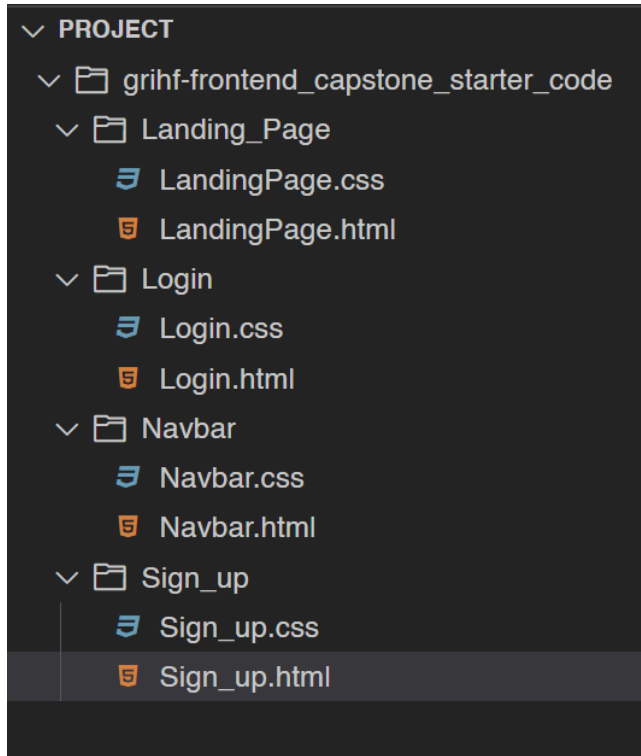 PROJECT
grihf-frontend_capstone_starter_code
Landing_Page
LandingPage.css
LandingPage.html
Login
Login.css
Login.html
Navbar
Navbar.css
Navbar.html
Sign_up
Sign_up.css
Sign_up.html